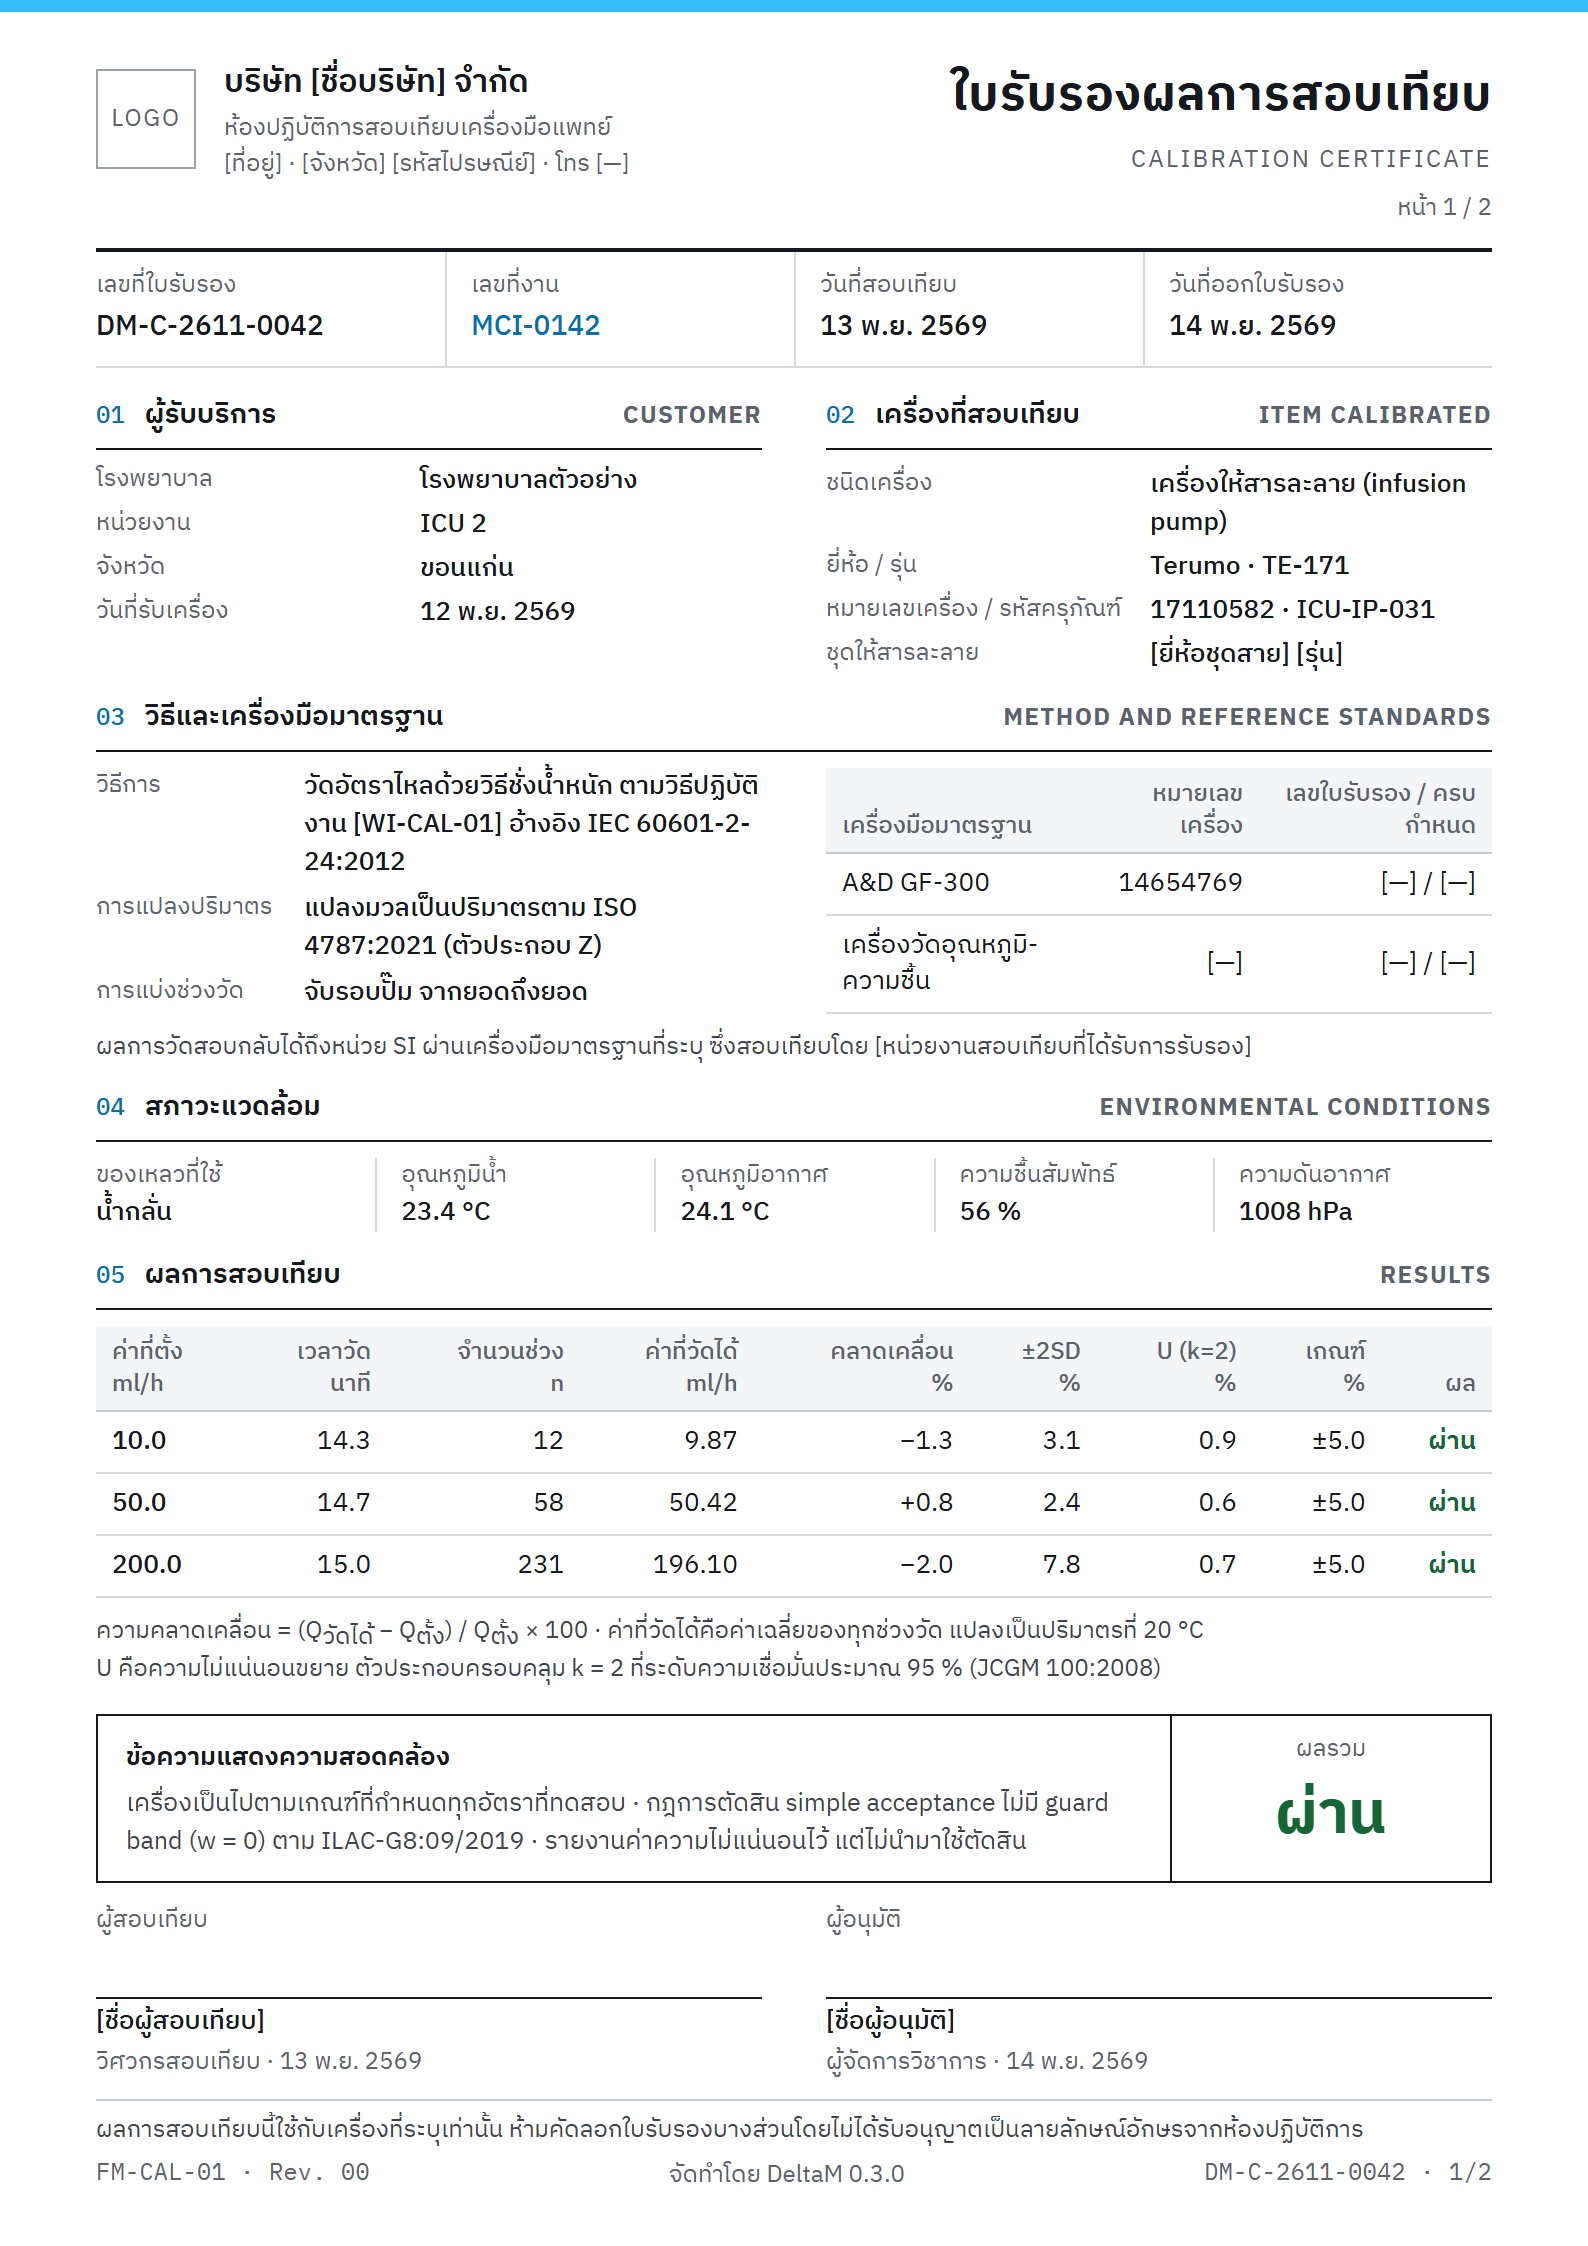 LOGO
บริษัท [ชื่อบริษัท] จำกัด
ห้องปฏิบัติการสอบเทียบเครื่องมือแพทย์
[ที่อยู่] · [จังหวัด] [รหัสไปรษณีย์] · โทร [—]
ใบรับรองผลการสอบเทียบ
CALIBRATION CERTIFICATE
หน้า 1 / 2
เลขที่ใบรับรอง
DM-C-2611-0042
เลขที่งาน
MCI-0142
วันที่สอบเทียบ
13 พ.ย. 2569
วันที่ออกใบรับรอง
14 พ.ย. 2569
01 ผู้รับบริการ CUSTOMER
โรงพยาบาล โรงพยาบาลตัวอย่าง
หน่วยงาน ICU 2
จังหวัด ขอนแก่น
วันที่รับเครื่อง 12 พ.ย. 2569
02 เครื่องที่สอบเทียบ ITEM CALIBRATED
ชนิดเครื่อง เครื่องให้สารละลาย (infusion
pump)
ยี่ห้อ / รุ่น Terumo · TE-171
หมายเลขเครื่อง / รหัสครุภัณฑ์ 17110582 · ICU-IP-031
ชุดให้สารละลาย [ยี่ห้อชุดสาย] [รุ่น]
03 วิธีและเครื่องมือมาตรฐาน METHOD AND REFERENCE STANDARDS
วิธีการ วัดอัตราไหลด้วยวิธีชั่งน้ำหนัก ตามวิธีปฏิบัติ
งาน [WI-CAL-01] อ้างอิง IEC 60601-2-
24:2012
การแปลงปริมาตร แปลงมวลเป็นปริมาตรตาม ISO
4787:2021 (ตัวประกอบ Z)
การแบ่งช่วงวัด จับรอบปั๊ม จากยอดถึงยอด
หมายเลข เลขใบรับรอง / ครบ
เครื่องมือมาตรฐาน เครื่อง กำหนด
A&D GF-300 14654769 [—] / [—]
เครื่องวัดอุณหภูมิ-
ความชื้น [—] [—] / [—]
ผลการวัดสอบกลับได้ถึงหน่วย SI ผ่านเครื่องมือมาตรฐานที่ระบุ ซึ่งสอบเทียบโดย [หน่วยงานสอบเทียบที่ได้รับการรับรอง]
04 สภาวะแวดล้อม ENVIRONMENTAL CONDITIONS
ของเหลวที่ใช้ อุณหภูมิน้ำ อุณหภูมิอากาศ ความชื้นสัมพัทธ์ ความดันอากาศ
น้ำกลั่น 23.4 °C 24.1 °C 56 % 1008 hPa
05 ผลการสอบเทียบ RESULTS
ค่าที่ตั้ง เวลาวัด จำนวนช่วง ค่าที่วัดได้ คลาดเคลื่อน ±2SD U (k=2) เกณฑ์
ml/h นาที n ml/h % % % % ผล
10.0 14.3 12 9.87 −1.3 3.1 0.9 ±5.0 ผ่าน
50.0 14.7 58 50.42 +0.8 2.4 0.6 ±5.0 ผ่าน
200.0 15.0 231 196.10 −2.0 7.8 0.7 ±5.0 ผ่าน
ความคลาดเคลื่อน = (Qวัดได้ − Qตั้ง) / Qตั้ง × 100 · ค่าที่วัดได้คือค่าเฉลี่ยของทุกช่วงวัด แปลงเป็นปริมาตรที่ 20 °C
U คือความไม่แน่นอนขยาย ตัวประกอบครอบคลุม k = 2 ที่ระดับความเชื่อมั่นประมาณ 95 % (JCGM 100:2008)
ข้อความแสดงความสอดคล้อง
เครื่องเป็นไปตามเกณฑ์ที่กำหนดทุกอัตราที่ทดสอบ · กฎการตัดสิน simple acceptance ไม่มี guard
band (w = 0) ตาม ILAC-G8:09/2019 · รายงานค่าความไม่แน่นอนไว้ แต่ไม่นำมาใช้ตัดสิน
ผลรวม
ผ่าน
ผู้สอบเทียบ
[ชื่อผู้สอบเทียบ]
วิศวกรสอบเทียบ · 13 พ.ย. 2569
ผู้อนุมัติ
[ชื่อผู้อนุมัติ]
ผู้จัดการวิชาการ · 14 พ.ย. 2569
ผลการสอบเทียบนี้ใช้กับเครื่องที่ระบุเท่านั้น ห้ามคัดลอกใบรับรองบางส่วนโดยไม่ได้รับอนุญาตเป็นลายลักษณ์อักษรจากห้องปฏิบัติการ
FM-CAL-01 · Rev. 00 จัดทำโดย DeltaM 0.3.0 DM-C-2611-0042 · 1/2